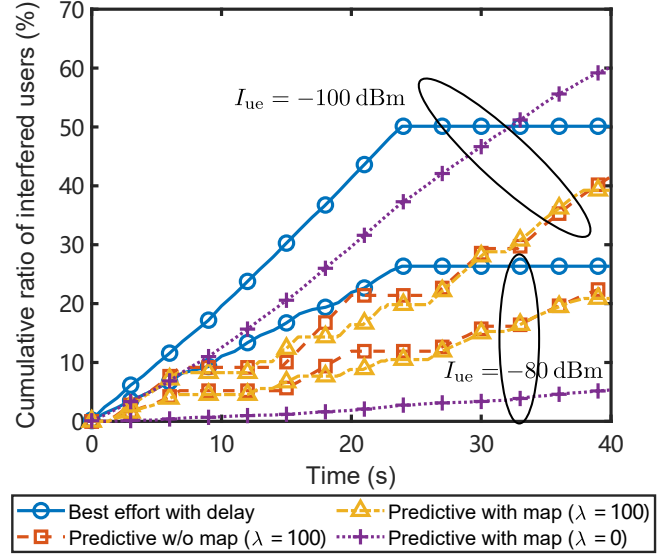 70
60
50
40
30
20
10
0
Cumulative ratio of interfered users (%)
I_ue = −100 dBm
I_ue = −80 dBm
0 10 20 30 40
Time (s)
Best effort with delay
Predictive w/o map (λ = 100)
Predictive with map (λ = 100)
Predictive with map (λ = 0)